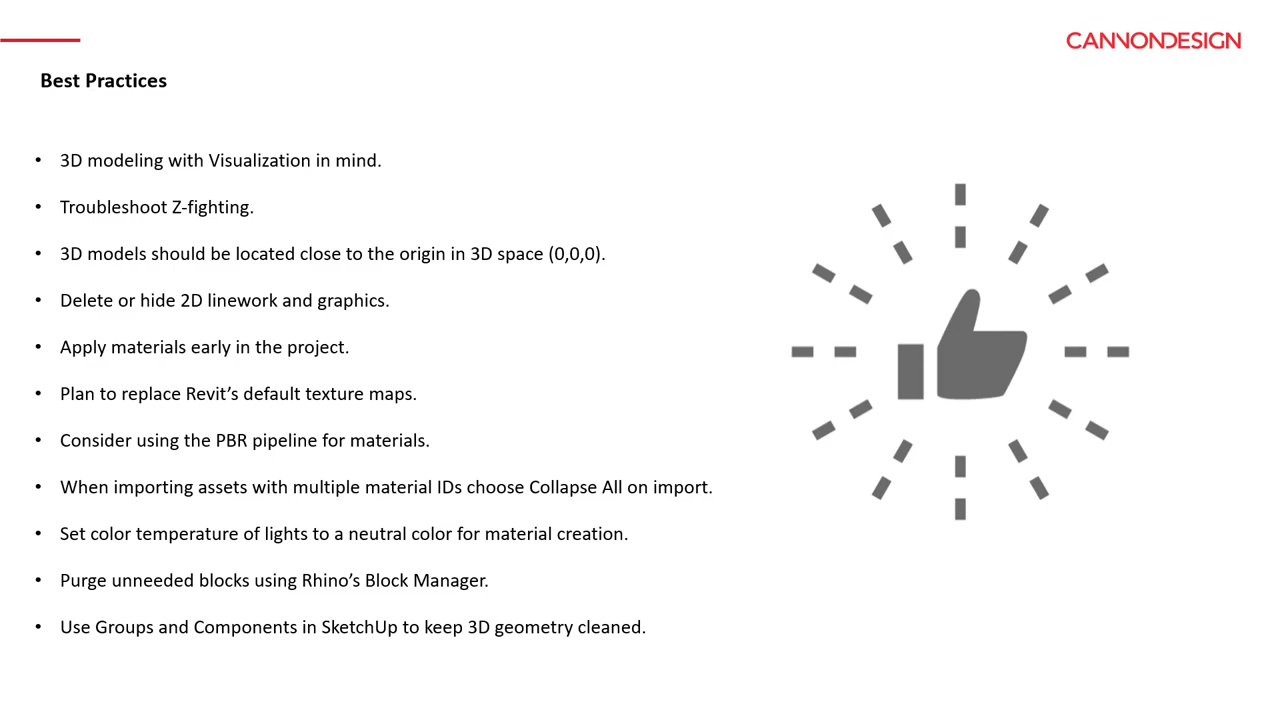 CANNONDESIGN
Best Practices
• 3D modeling with Visualization in mind.
• Troubleshoot Z-fighting.
• 3D models should be located close to the origin in 3D space (0,0,0).
• Delete or hide 2D linework and graphics.
• Apply materials early in the project.
• Plan to replace Revit’s default texture maps.
• Consider using the PBR pipeline for materials.
• When importing assets with multiple material IDs choose Collapse All on import.
• Set color temperature of lights to a neutral color for material creation.
• Purge unneeded blocks using Rhino’s Block Manager.
• Use Groups and Components in SketchUp to keep 3D geometry cleaned.